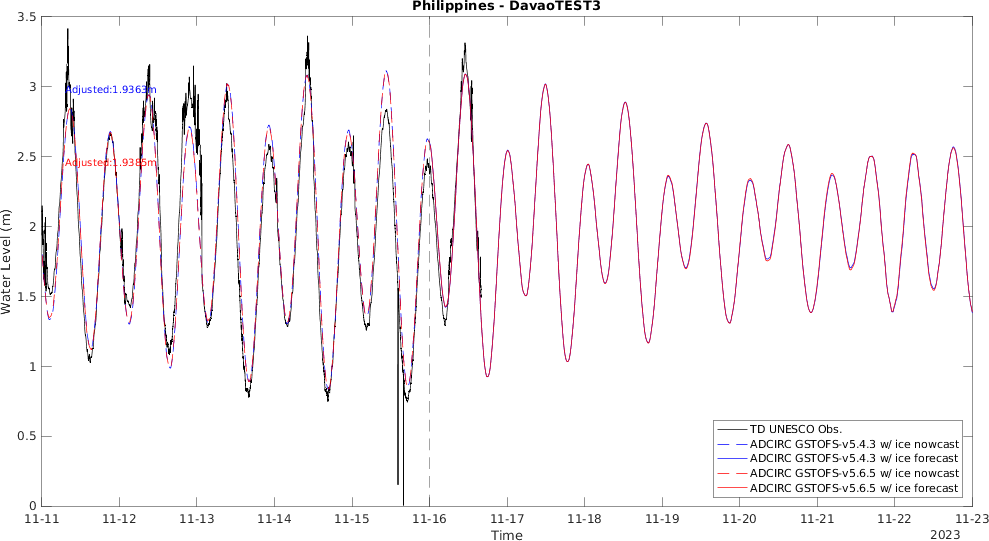 Philippines - DavaoTEST3
3.5
3
2.5
2
1.5
1
0.5
0
Water Level (m)
Adjusted:1.9363m
Adjusted:1.9385m
TD UNESCO Obs.
ADCIRC GSTOFS-v5.4.3 w/ ice nowcast
ADCIRC GSTOFS-v5.4.3 w/ ice forecast
ADCIRC GSTOFS-v5.6.5 w/ ice nowcast
ADCIRC GSTOFS-v5.6.5 w/ ice forecast
11-11 11-12 11-13 11-14 11-15 11-16 11-17 11-18 11-19 11-20 11-21 11-22 11-23
Time
2023